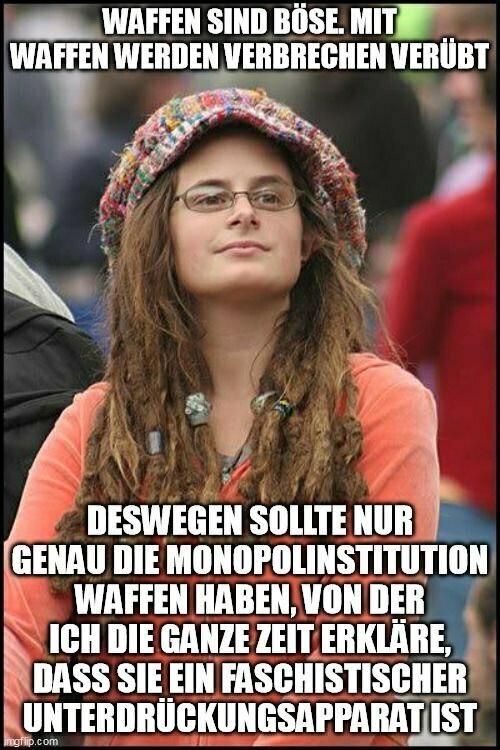 WAFFEN SIND BÖSE. MIT
WAFFEN WERDEN VERBRECHEN VERÜBT
DESWEGEN SOLLTE NUR
GENAU DIE MONOPOLINSTITUTION
WAFFEN HABEN, VON DER
ICH DIE GANZE ZEIT ERKLÄRE,
DASS SIE EIN FASCHISTISCHER
UNTERDRÜCKUNGSAPPARAT IST
imgflip.com